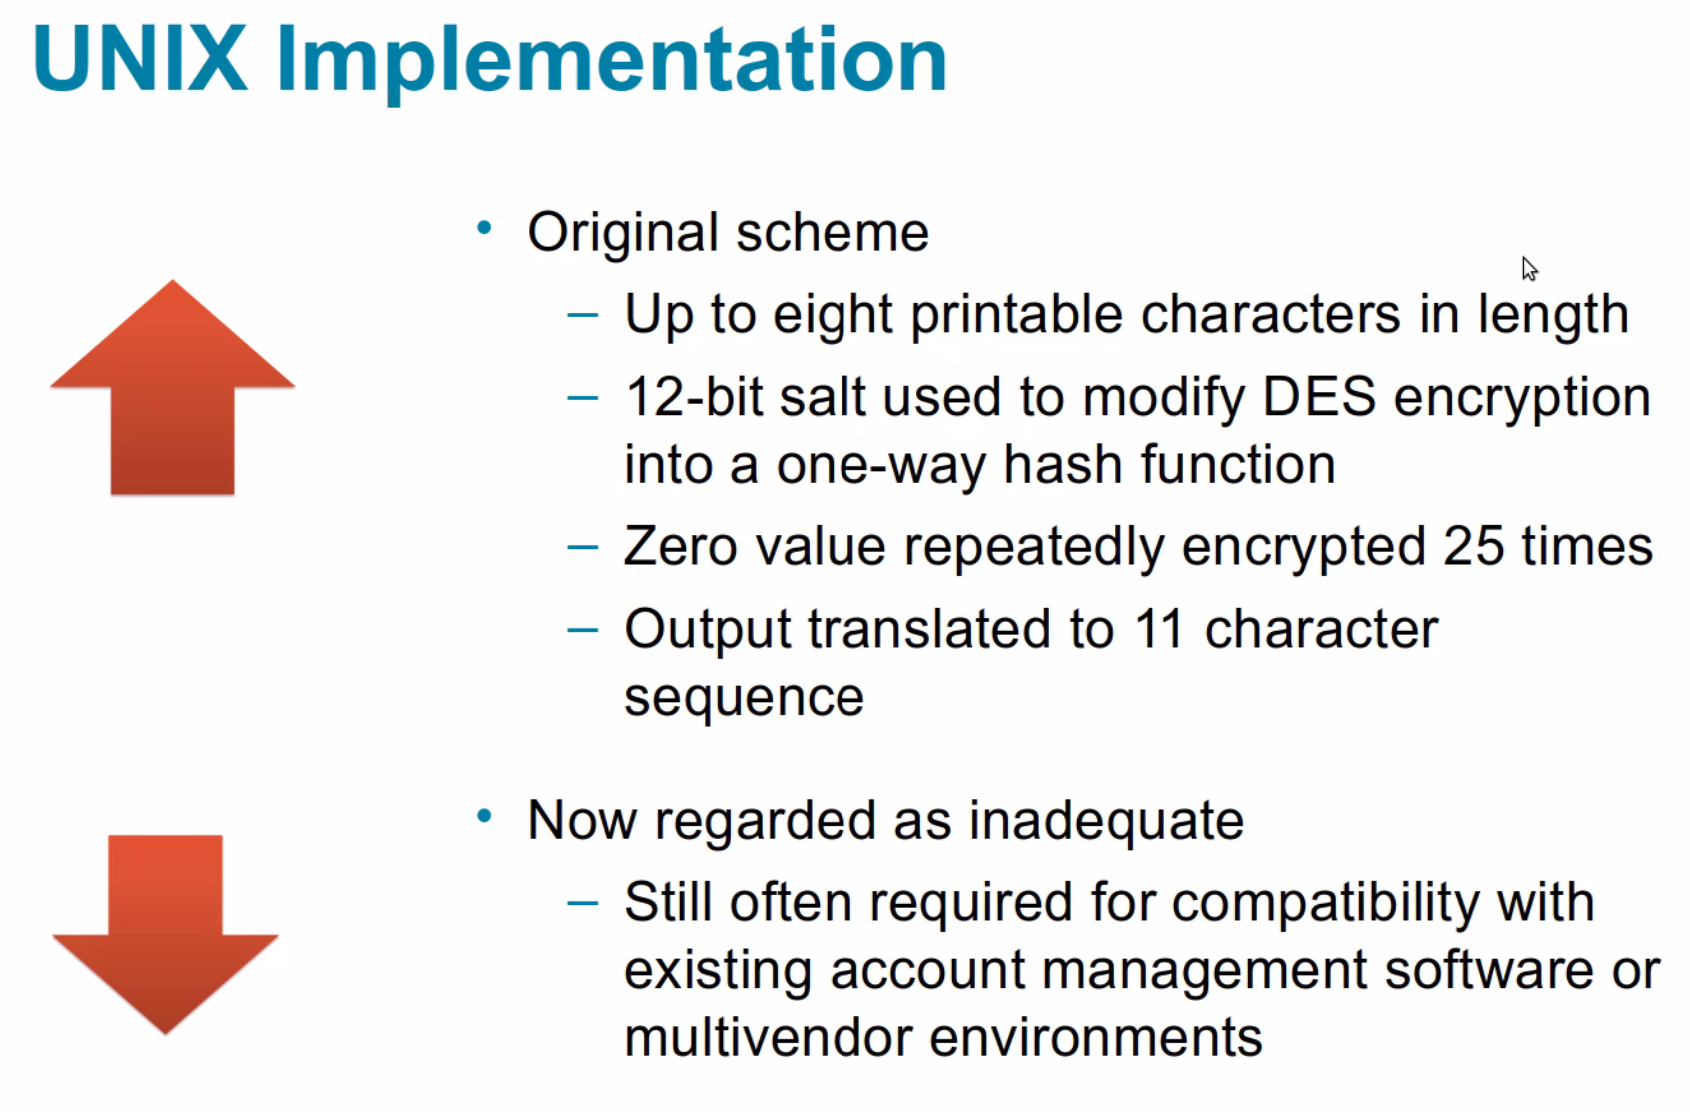 UNIX Implementation
• Original scheme
– Up to eight printable characters in length
– 12-bit salt used to modify DES encryption
into a one-way hash function
– Zero value repeatedly encrypted 25 times
– Output translated to 11 character
sequence
• Now regarded as inadequate
– Still often required for compatibility with
existing account management software or
multivendor environments